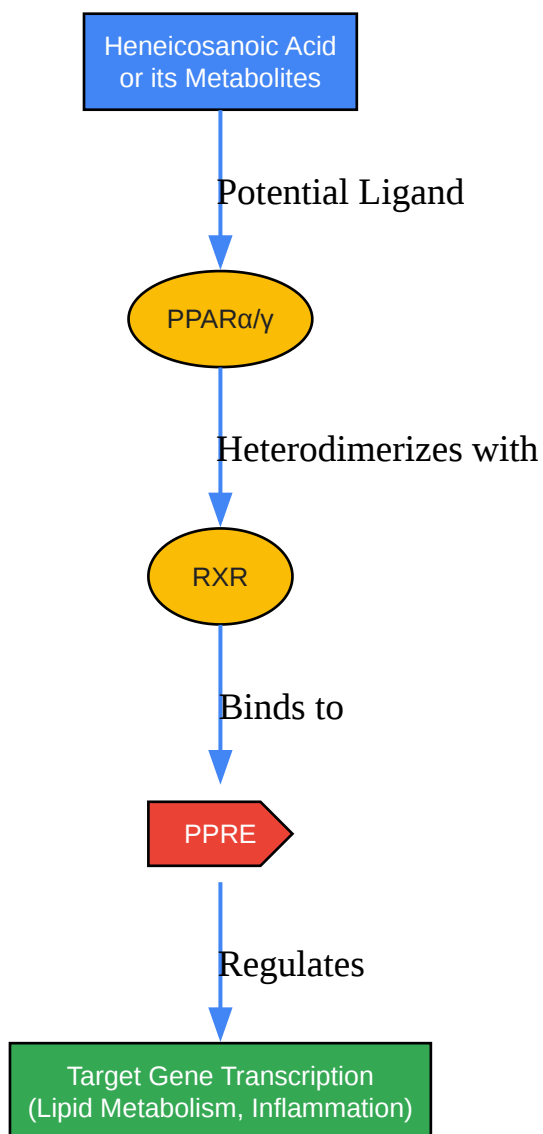 Heneicosanoic Acid
or its Metabolites
Potential Ligand
PPARα/γ
Heterodimerizes with
RXR
Binds to
PPRE
Regulates
Target Gene Transcription
(Lipid Metabolism, Inflammation)